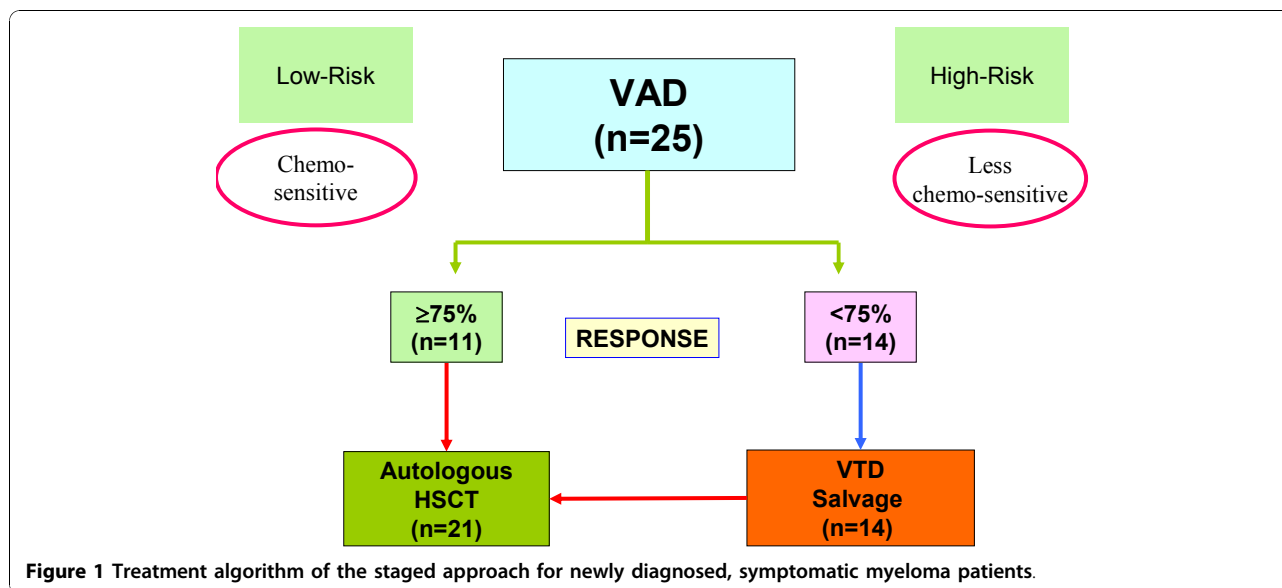 Low-Risk
VAD
(n=25)
High-Risk
Chemo-
sensitive
Less
chemo-sensitive
≥75%
(n=11)
RESPONSE
<75%
(n=14)
Autologous
HSCT
(n=21)
VTD
Salvage
(n=14)
Figure 1 Treatment algorithm of the staged approach for newly diagnosed, symptomatic myeloma patients.